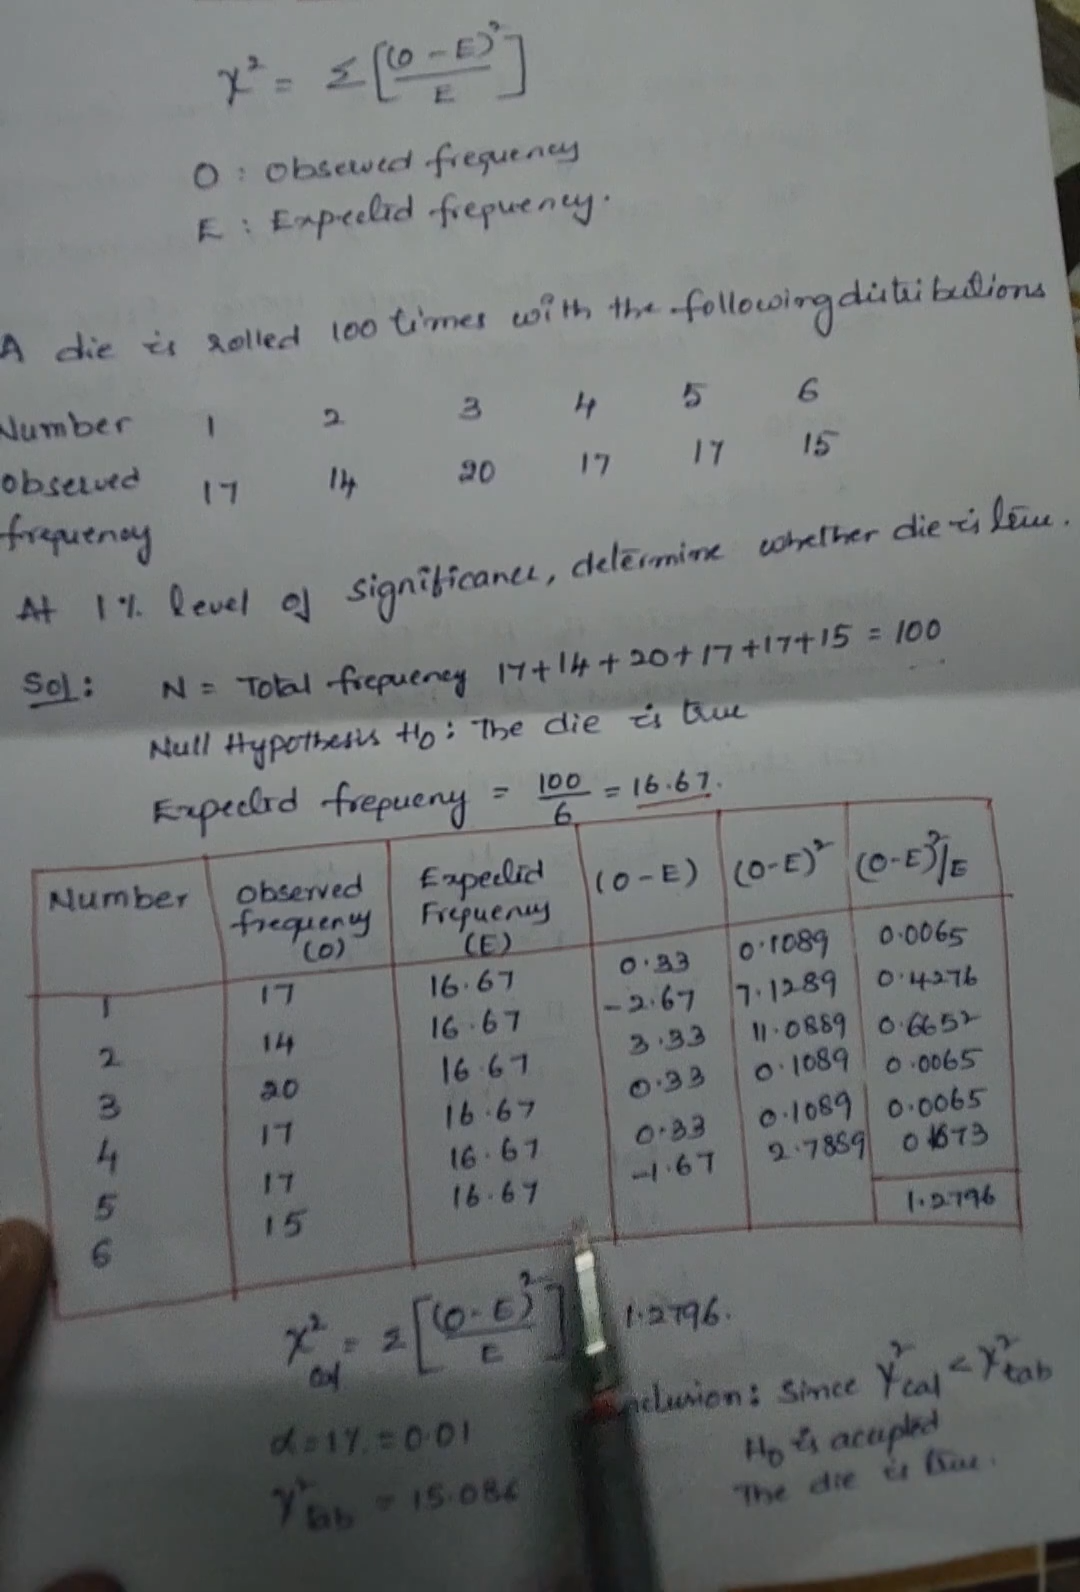 χ² = Σ [(O - E)² / E]
O : Observed frequency
E : Expected frequency.
A die is rolled 100 times with the following distributions
Number 1 2 3 4 5 6
Observed 17 14 20 17 17 15
frequency
At 1% level of significance, determine whether die is true.
Sol: N = Total frequency 17+14+20+17+17+15 = 100
Null Hypothesis H₀: The die is true
Expected frequency = 100/6 = 16.67.
Number Observed frequency (O) Expected Frequency (E) (O-E) (O-E)² (O-E)²/E
1 17 16.67 0.33 0.1089 0.0065
2 14 16.67 -2.67 7.1289 0.4276
3 20 16.67 3.33 11.0889 0.6652
4 17 16.67 0.33 0.1089 0.0065
5 17 16.67 0.33 0.1089 0.0065
6 15 16.67 -1.67 2.7889 0.1673
1.2796
χ²cal = Σ [(O-E)² / E] 1.2796.
α = 1% = 0.01
χ²tab = 15.086
nclusion: Since χ²cal < χ²tab
H₀ is accepted
The die is true.